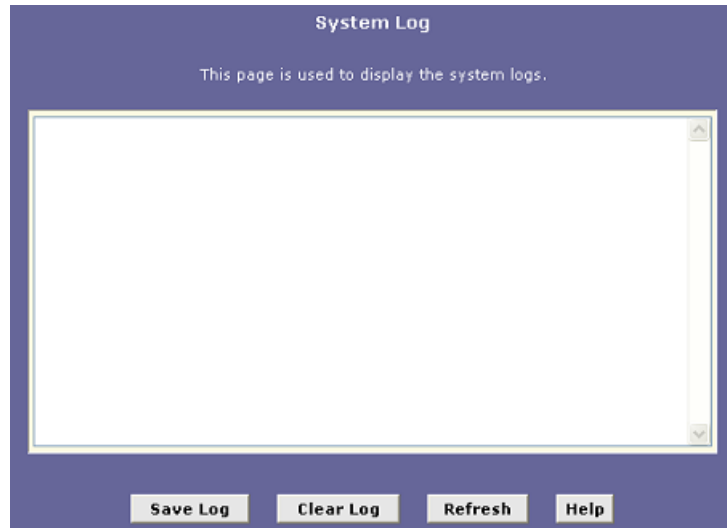 System Log
This page is used to display the system logs.
Save Log Clear Log Refresh Help